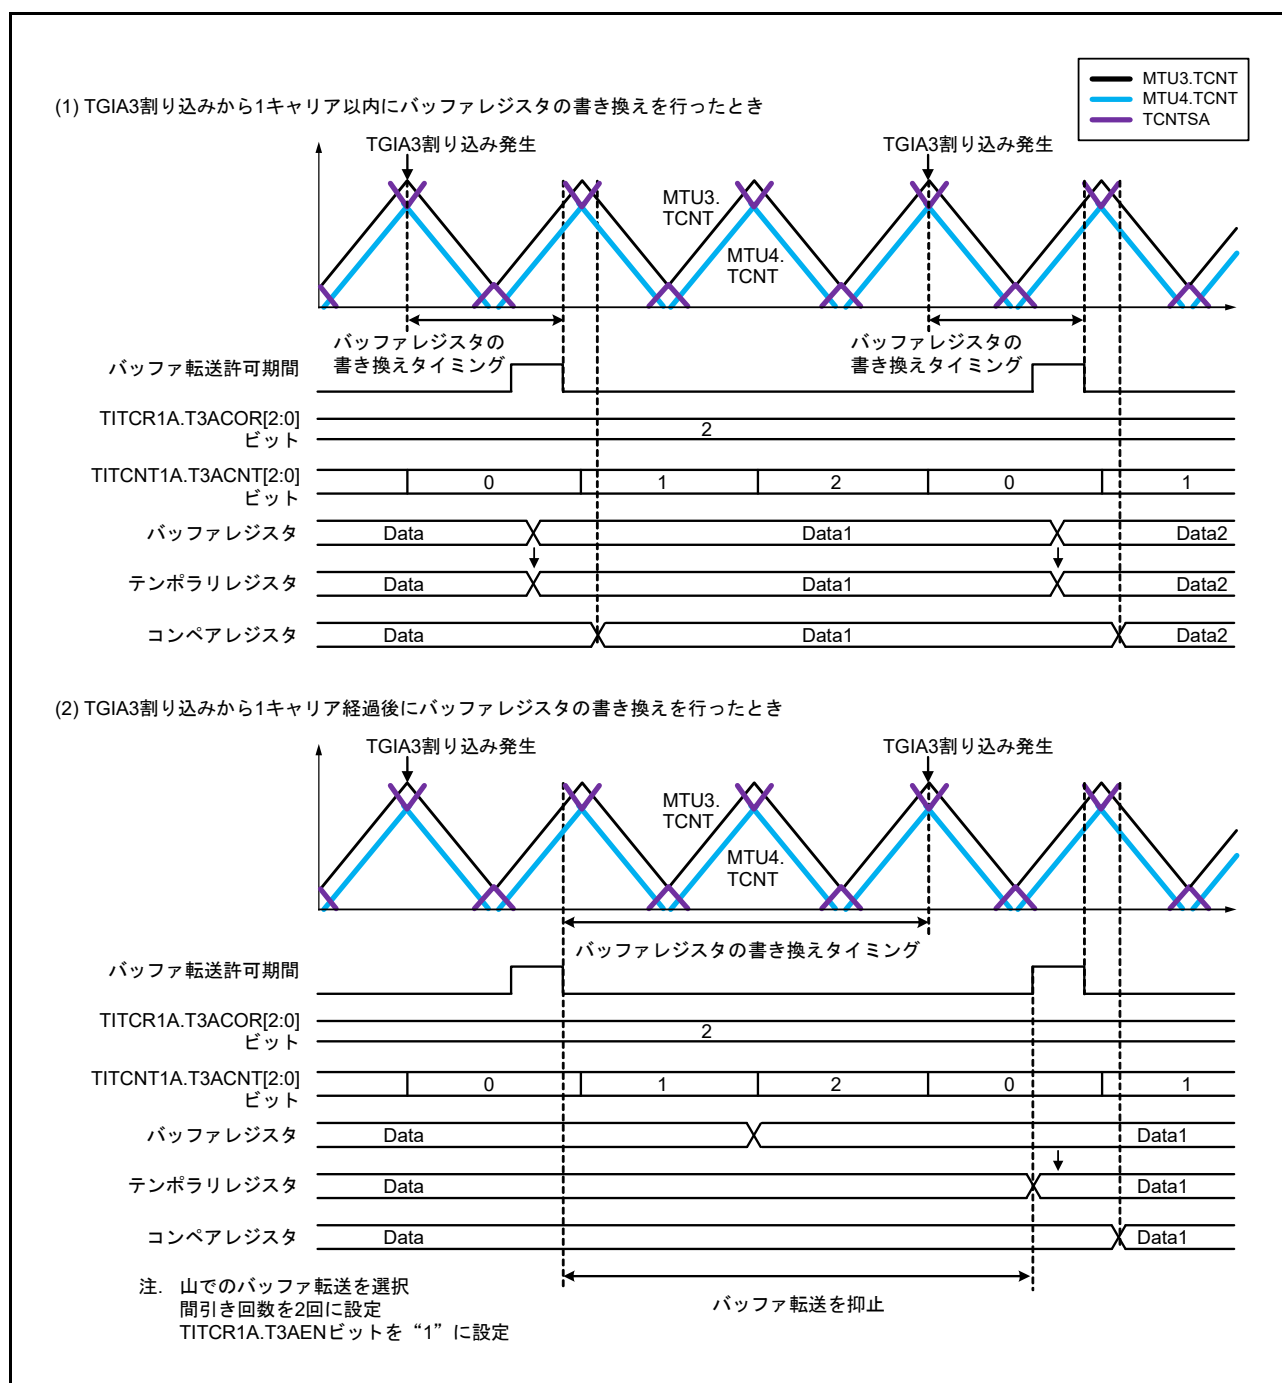 MTU3.TCNT
MTU4.TCNT
TCNTSA
(1) TGIA3割り込みから1キャリア以内にバッファレジスタの書き換えを行ったとき
TGIA3割り込み発生
TGIA3割り込み発生
MTU3.
TCNT
MTU4.
TCNT
バッファレジスタの
書き換えタイミング
バッファレジスタの
書き換えタイミング
バッファ転送許可期間
TITCR1A.T3ACOR[2:0]
ビット
2
TITCNT1A.T3ACNT[2:0]
ビット
0 1 2 0 1
バッファレジスタ Data Data1 Data2
テンポラリレジスタ Data Data1 Data2
コンペアレジスタ Data Data1 Data2
(2) TGIA3割り込みから1キャリア経過後にバッファレジスタの書き換えを行ったとき
TGIA3割り込み発生
TGIA3割り込み発生
MTU3.
TCNT
MTU4.
TCNT
バッファレジスタの書き換えタイミング
バッファ転送許可期間
TITCR1A.T3ACOR[2:0]
ビット
2
TITCNT1A.T3ACNT[2:0]
ビット
0 1 2 0 1
バッファレジスタ Data Data1
テンポラリレジスタ Data Data1
コンペアレジスタ Data Data1
バッファ転送を抑止
注. 山でのバッファ転送を選択
間引き回数を2回に設定
TITCR1A.T3AENビットを“1”に設定